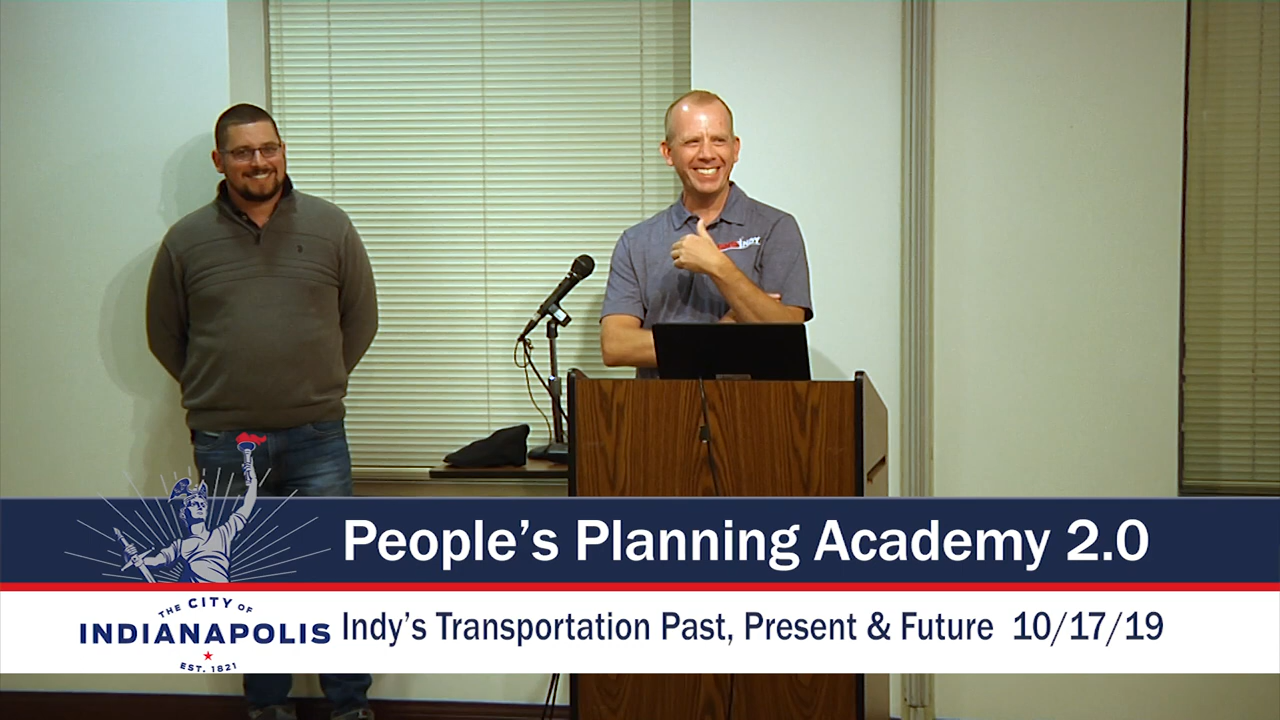 INDY
People's Planning Academy 2.0
THE CITY OF
INDIANAPOLIS
EST. 1821
Indy's Transportation Past, Present & Future 10/17/19